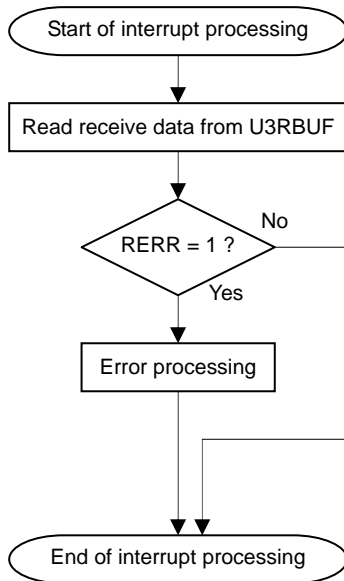 Start of interrupt processing
Read receive data from U3RBUF
No
RERR = 1 ?
Yes
Error processing
End of interrupt processing